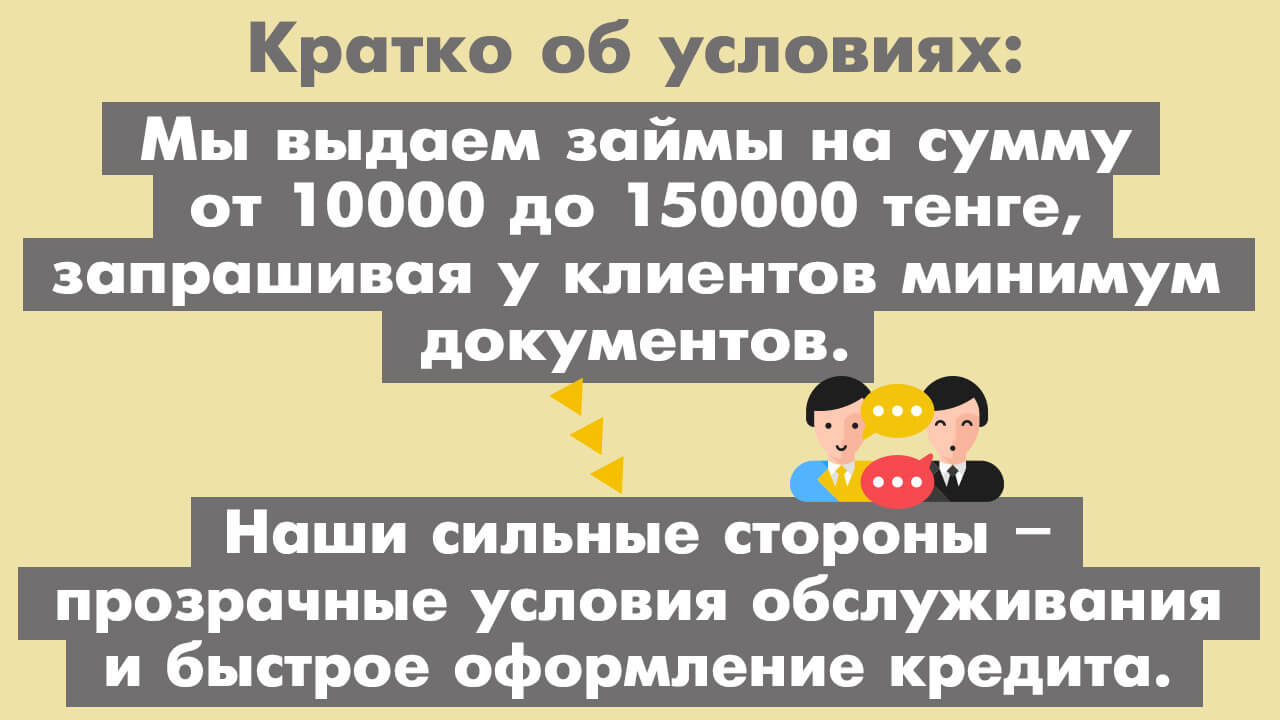 Кратко об условиях:
Мы выдаем займы на сумму
от 10000 до 150000 тенге,
запрашивая у клиентов минимум
документов.
Наши сильные стороны –
прозрачные условия обслуживания
и быстрое оформление кредита.